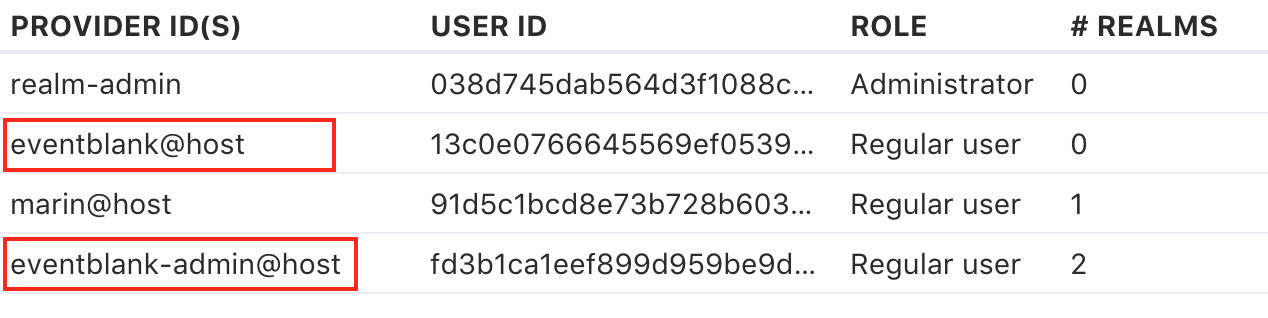 PROVIDER ID(S) USER ID ROLE # REALMS
realm-admin 038d745dab564d3f1088c... Administrator 0
eventblank@host 13c0e0766645569ef0539... Regular user 0
marin@host 91d5c1bcd8e73b728b603... Regular user 1
eventblank-admin@host fd3b1ca1eef899d959be9d... Regular user 2